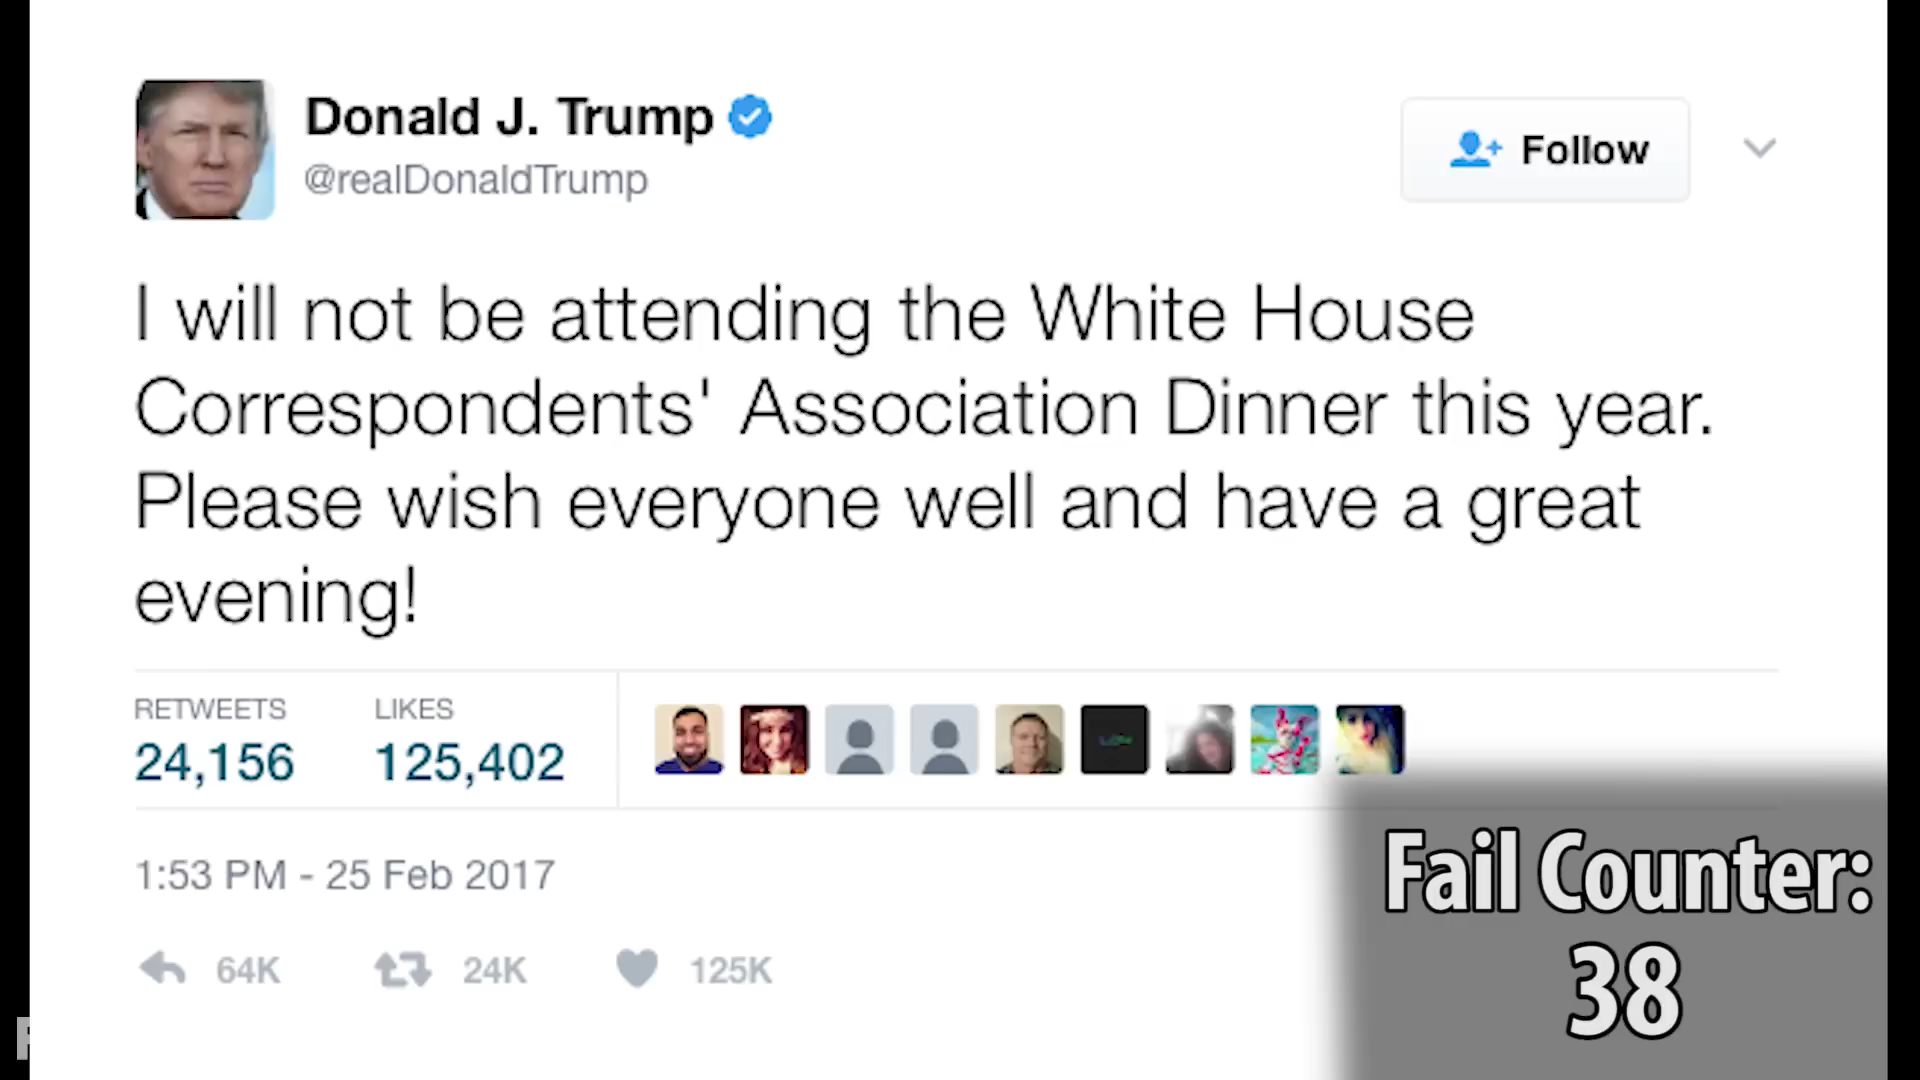 Donald J. Trump
@realDonaldTrump
Follow
I will not be attending the White House
Correspondents' Association Dinner this year.
Please wish everyone well and have a great
evening!
RETWEETS LIKES
24,156 125,402
1:53 PM - 25 Feb 2017
64K 24K 125K
Fail Counter:
38